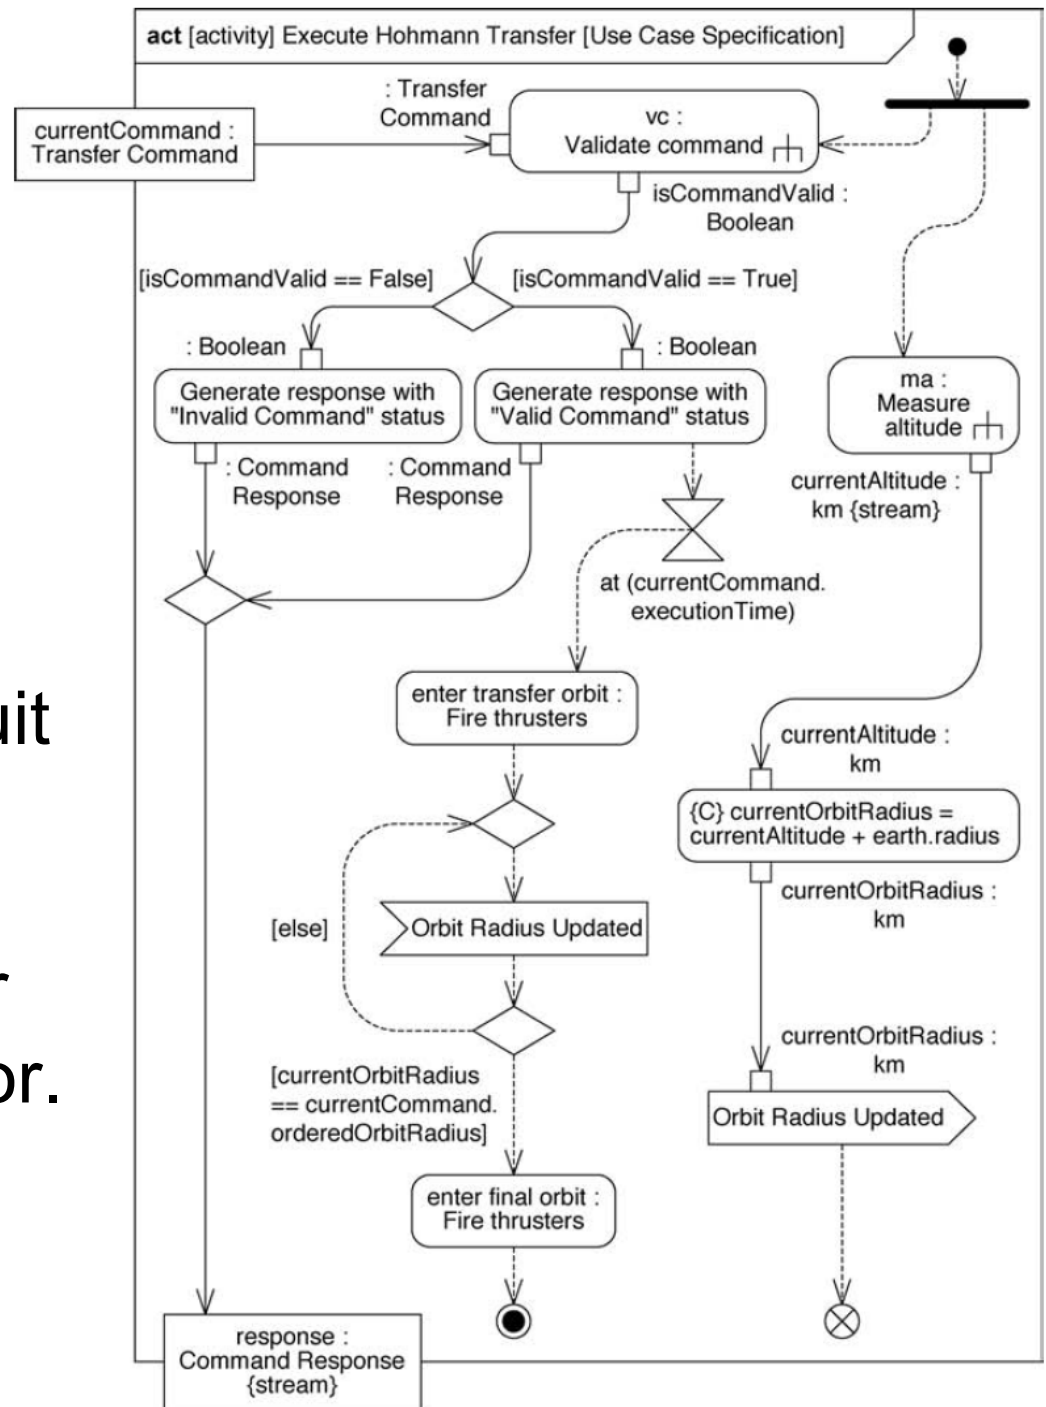 act [activity] Execute Hohmann Transfer [Use Case Specification]
: Transfer
Command
currentCommand :
Transfer Command
vc :
Validate command
isCommandValid :
Boolean
[isCommandValid == False]
[isCommandValid == True]
: Boolean
: Boolean
Generate response with
"Invalid Command" status
Generate response with
"Valid Command" status
ma :
Measure
altitude
: Command
Response
: Command
Response
currentAltitude :
km {stream}
at (currentCommand.
executionTime)
enter transfer orbit :
Fire thrusters
uit
currentAltitude :
km
{C} currentOrbitRadius =
currentAltitude + earth.radius
currentOrbitRadius :
km
[else]
Orbit Radius Updated
r
or.
[currentOrbitRadius
== currentCommand.
orderedOrbitRadius]
currentOrbitRadius :
km
Orbit Radius Updated
enter final orbit :
Fire thrusters
response :
Command Response
{stream}